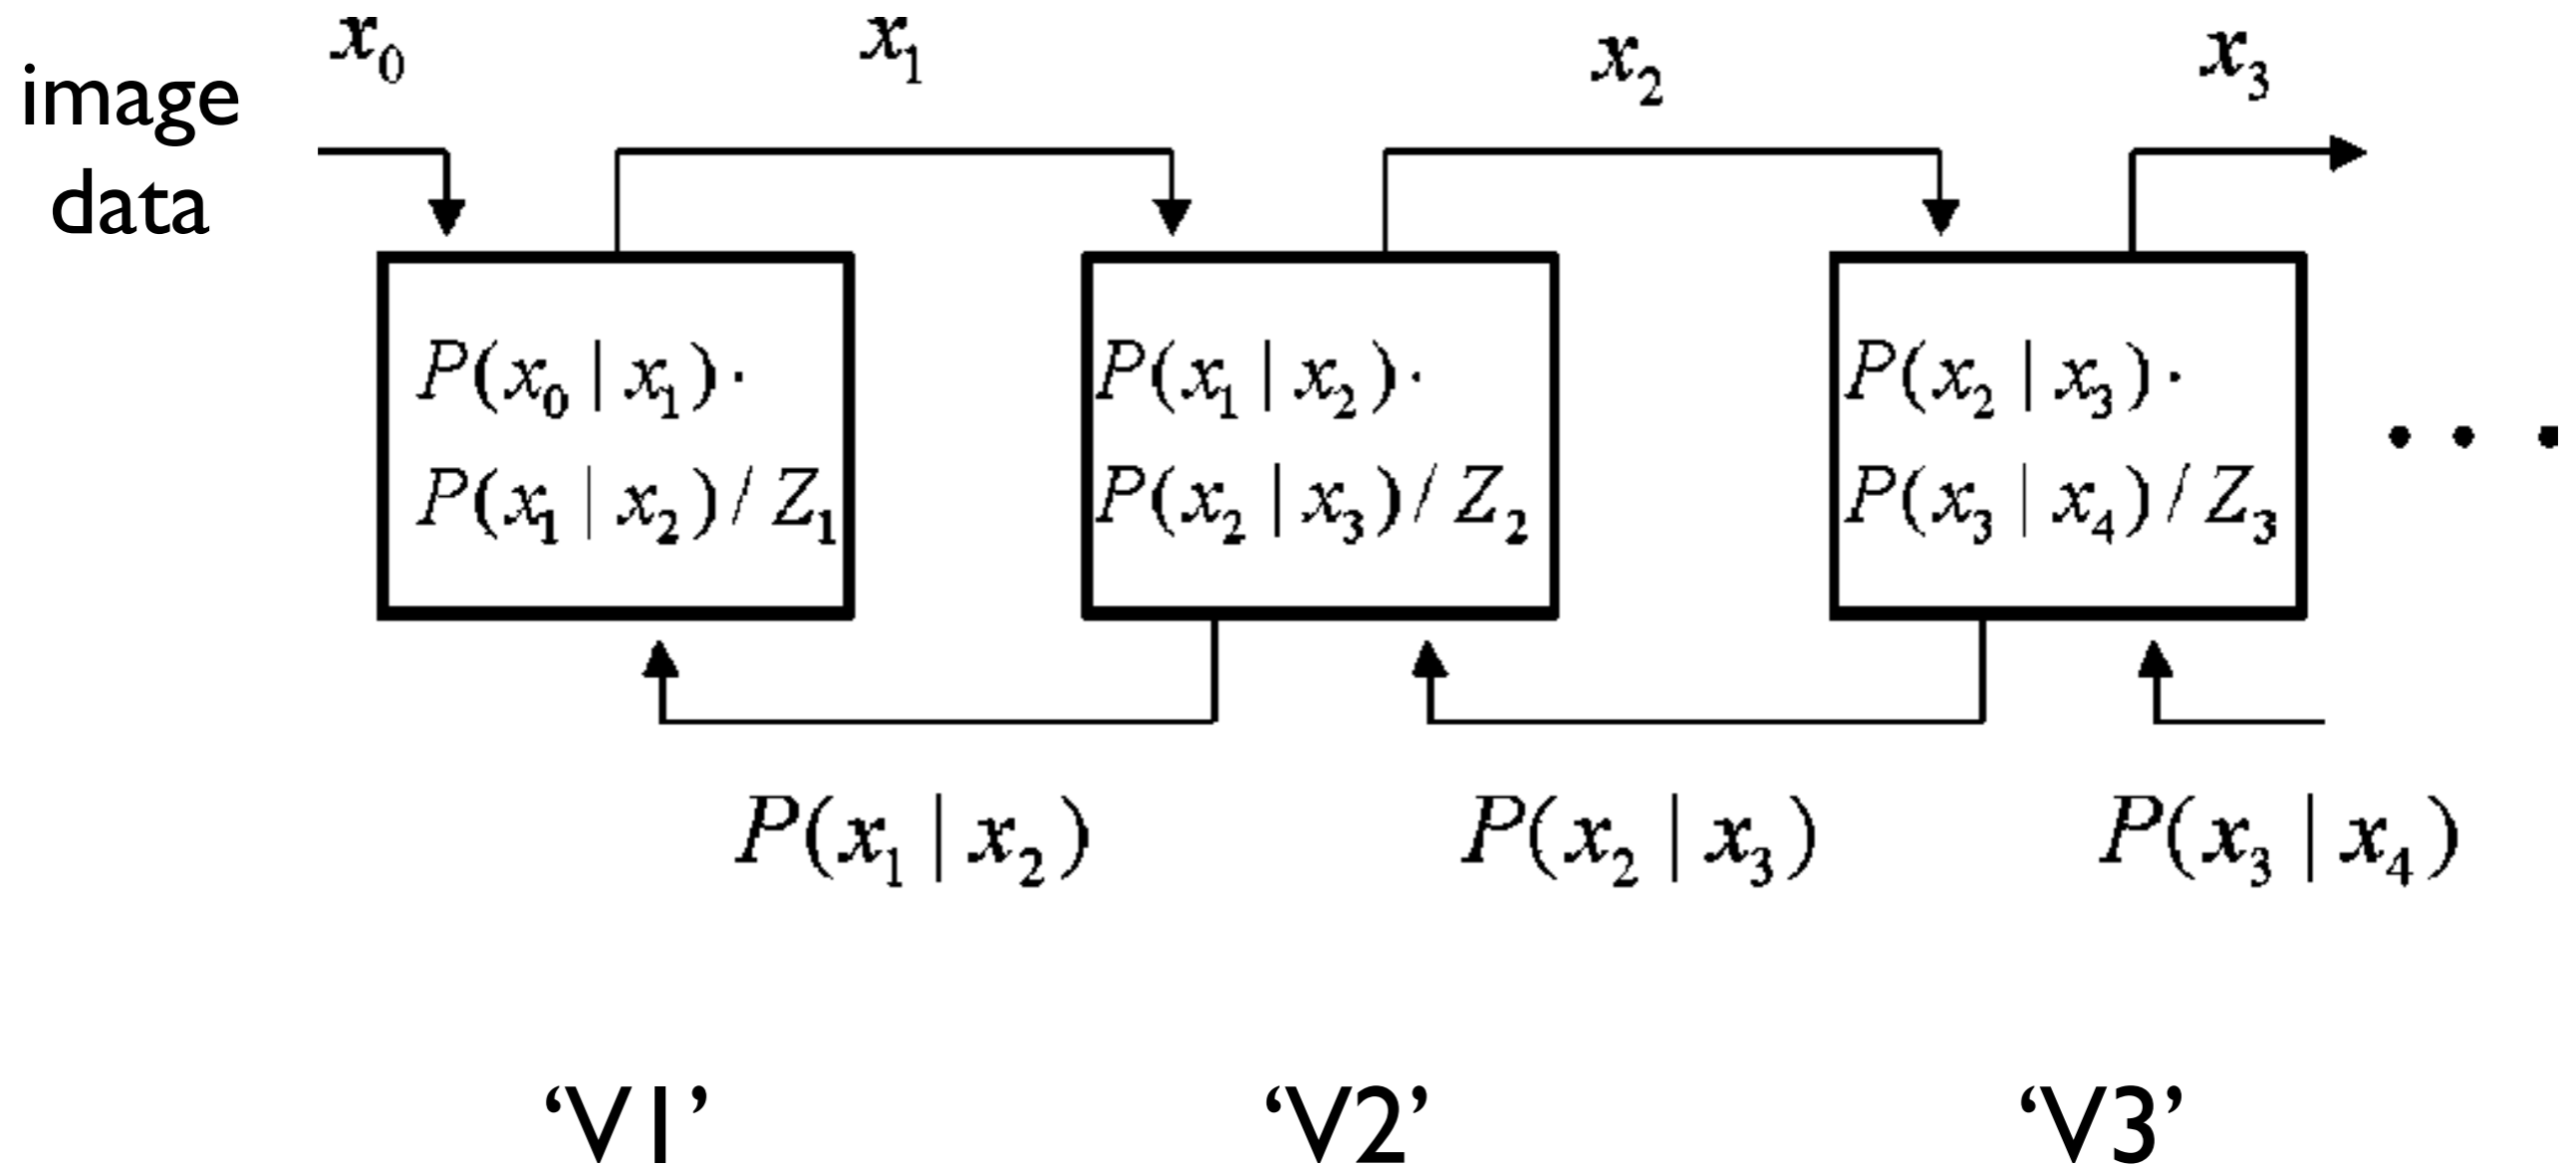 x₀ x₁ x₂ x₃
image
data
P(x₀ | x₁) · P(x₁ | x₂) · P(x₂ | x₃) ·
P(x₁ | x₂) / Z₁ P(x₂ | x₃) / Z₂ P(x₃ | x₄) / Z₃
• • •
P(x₁ | x₂) P(x₂ | x₃) P(x₃ | x₄)
‘V1’ ‘V2’ ‘V3’